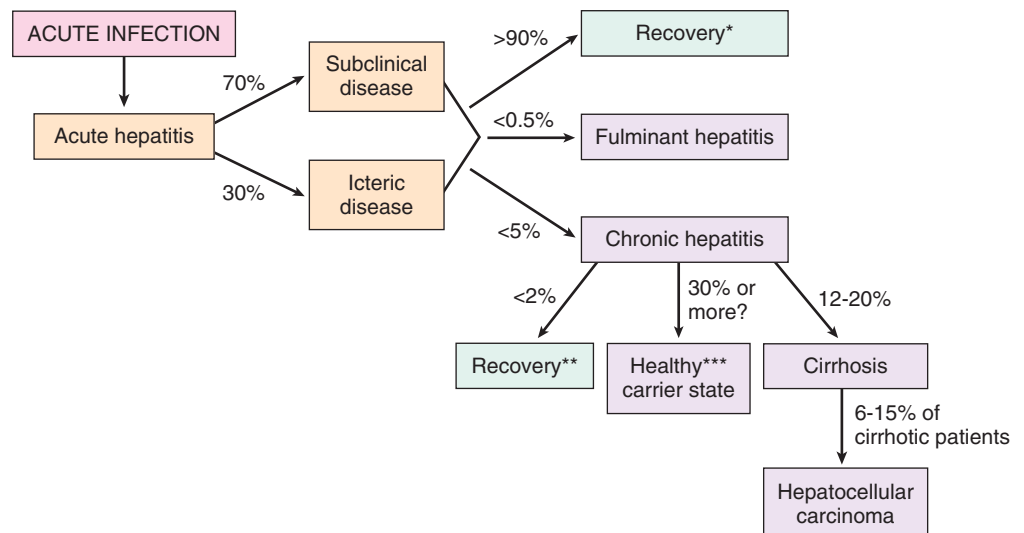 ACUTE INFECTION
Acute hepatitis
70%
30%
Subclinical
disease
Icteric
disease
>90%
<0.5%
<5%
Recovery*
Fulminant hepatitis
Chronic hepatitis
<2%
30% or
more?
12-20%
Recovery**
Healthy***
carrier state
Cirrhosis
6-15% of
cirrhotic patients
Hepatocellular
carcinoma